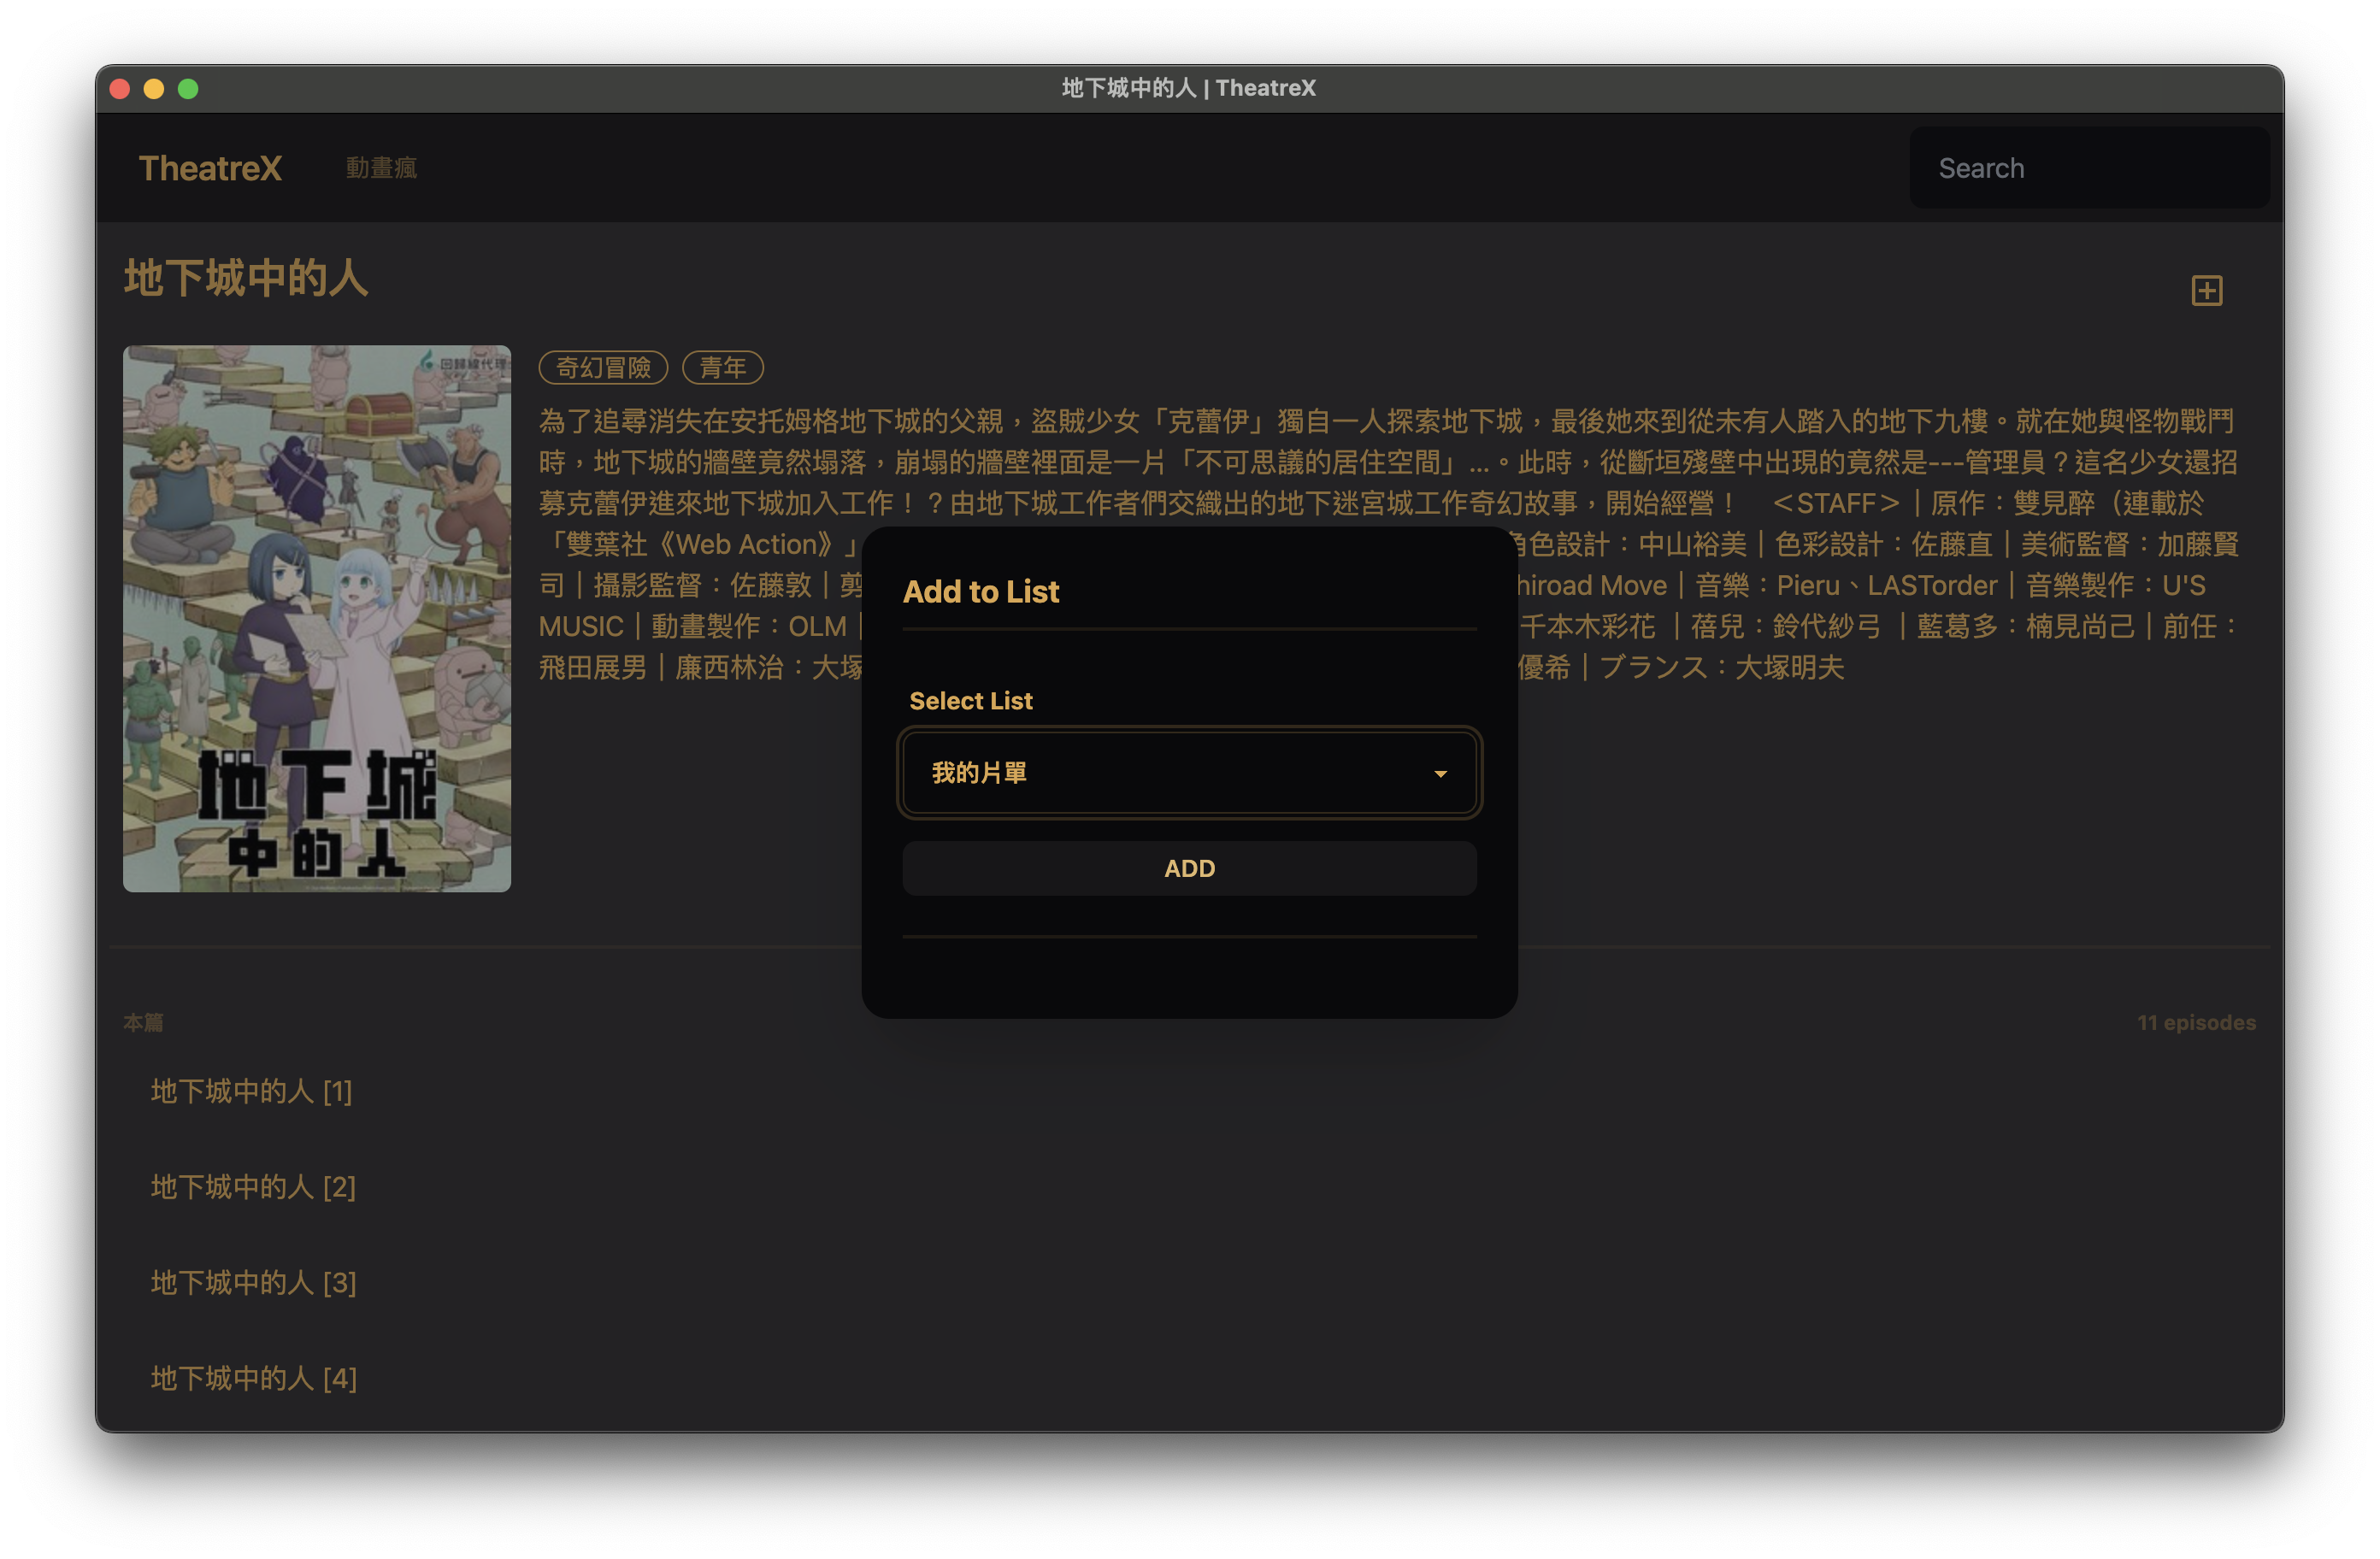 地下城中的人 | TheatreX
TheatreX
動畫瘋
Search
地下城中的人
回歸線代理
奇幻冒險
青年
為了追尋消失在安托姆格地下城的父親，盜賊少女「克蕾伊」獨自一人探索地下城，最後她來到從未有人踏入的地下九樓。就在她與怪物戰鬥
時，地下城的牆壁竟然塌落，崩塌的牆壁裡面是一片「不可思議的居住空間」...。此時，從斷垣殘壁中出現的竟然是---管理員？這名少女還招
募克蕾伊進來地下城加入工作！？由地下城工作者們交織出的地下迷宮城工作奇幻故事，開始經營！　＜STAFF＞｜原作：雙見醉（連載於
「雙葉社《Web Action》」 角色設計：中山裕美｜色彩設計：佐藤直｜美術監督：加藤賢
司｜攝影監督：佐藤敦｜剪 hiroad Move｜音樂：Pieru、LASTorder｜音樂製作：U'S
MUSIC｜動畫製作：OLM｜ 千本木彩花 ｜蓓兒：鈴代紗弓 ｜藍葛多：楠見尚己｜前任：
飛田展男｜廉西林治：大塚 優希｜ブランス：大塚明夫
地下城
中的人
Add to List
Select List
我的片單
ADD
本篇
11 episodes
地下城中的人 [1]
地下城中的人 [2]
地下城中的人 [3]
地下城中的人 [4]